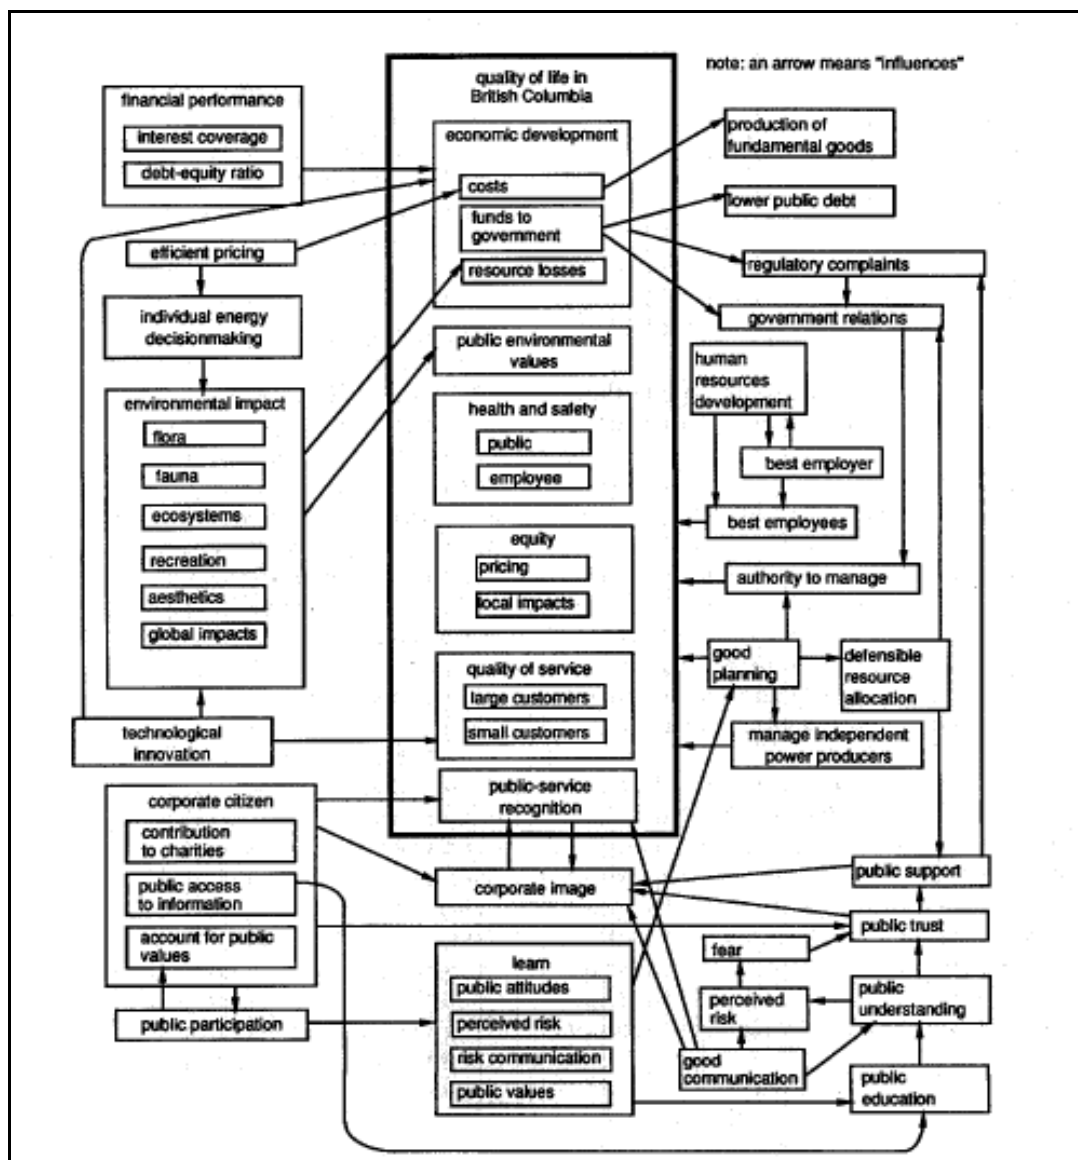 note: an arrow means "influences"
quality of life in
British Columbia
financial performance
interest coverage
debt-equity ratio
economic development
costs
funds to
government
resource losses
production of
fundamental goods
lower public debt
efficient pricing
regulatory complaints
government relations
individual energy
decisionmaking
public environmental
values
human
resources
development
environmental impact
flora
fauna
ecosystems
recreation
aesthetics
global impacts
health and safety
public
employee
best employer
best employees
equity
pricing
local impacts
authority to manage
good
planning
defensible
resource
allocation
quality of service
large customers
small customers
manage independent
power producers
technological
innovation
public-service
recognition
corporate citizen
contribution
to charities
public access
to information
account for public
values
corporate image
public support
public trust
fear
learn
public attitudes
perceived risk
risk communication
public values
perceived
risk
public
understanding
public participation
good
communication
public
education